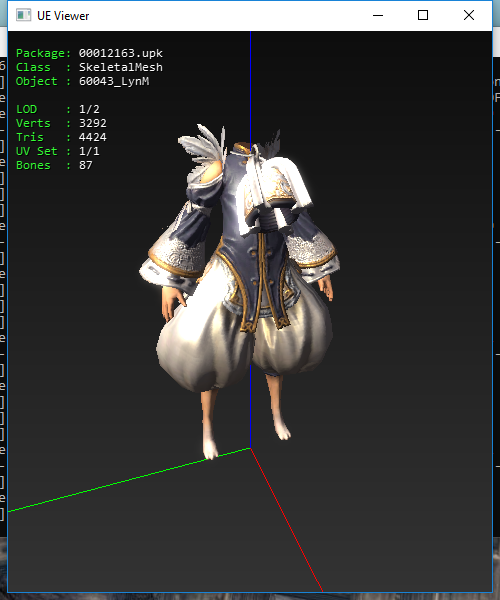 UE Viewer
Package: 00012163.upk
Class  : SkeletalMesh
Object : 60043_LynM
LOD    : 1/2
Verts  : 3292
Tris   : 4424
UV Set : 1/1
Bones  : 87